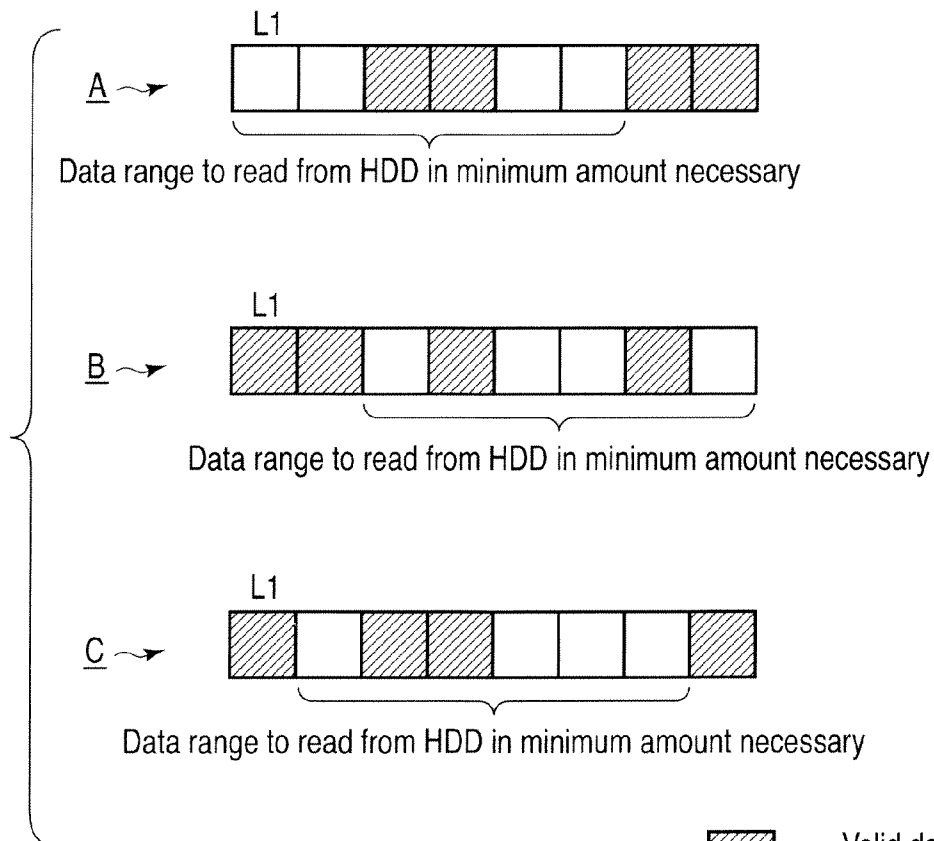 L1
A
Data range to read from HDD in minimum amount necessary
L1
B
Data range to read from HDD in minimum amount necessary
L1
C
Data range to read from HDD in minimum amount necessary
Valid